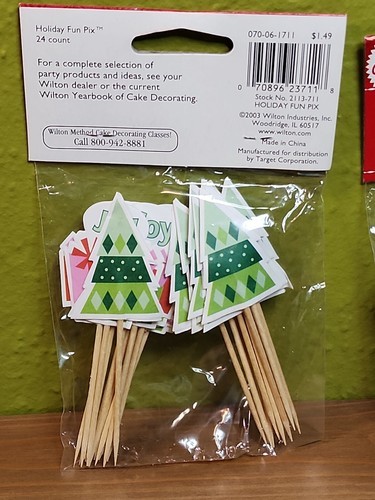 Holiday Fun Pix™
24 count
070-06-1711 $1.49
For a complete selection of
party products and ideas, see your
Wilton dealer or the current
Wilton Yearbook of Cake Decorating.
Wilton Method Cake Decorating Classes!
Call 800-942-8881
0 70896 23711 8
Stock No. 2113-711
HOLIDAY FUN PIX
©2003 Wilton Industries, Inc.
Woodridge, IL 60517
www.wilton.com
Made in China
Manufactured for distribution
by Target Corporation.
Joy